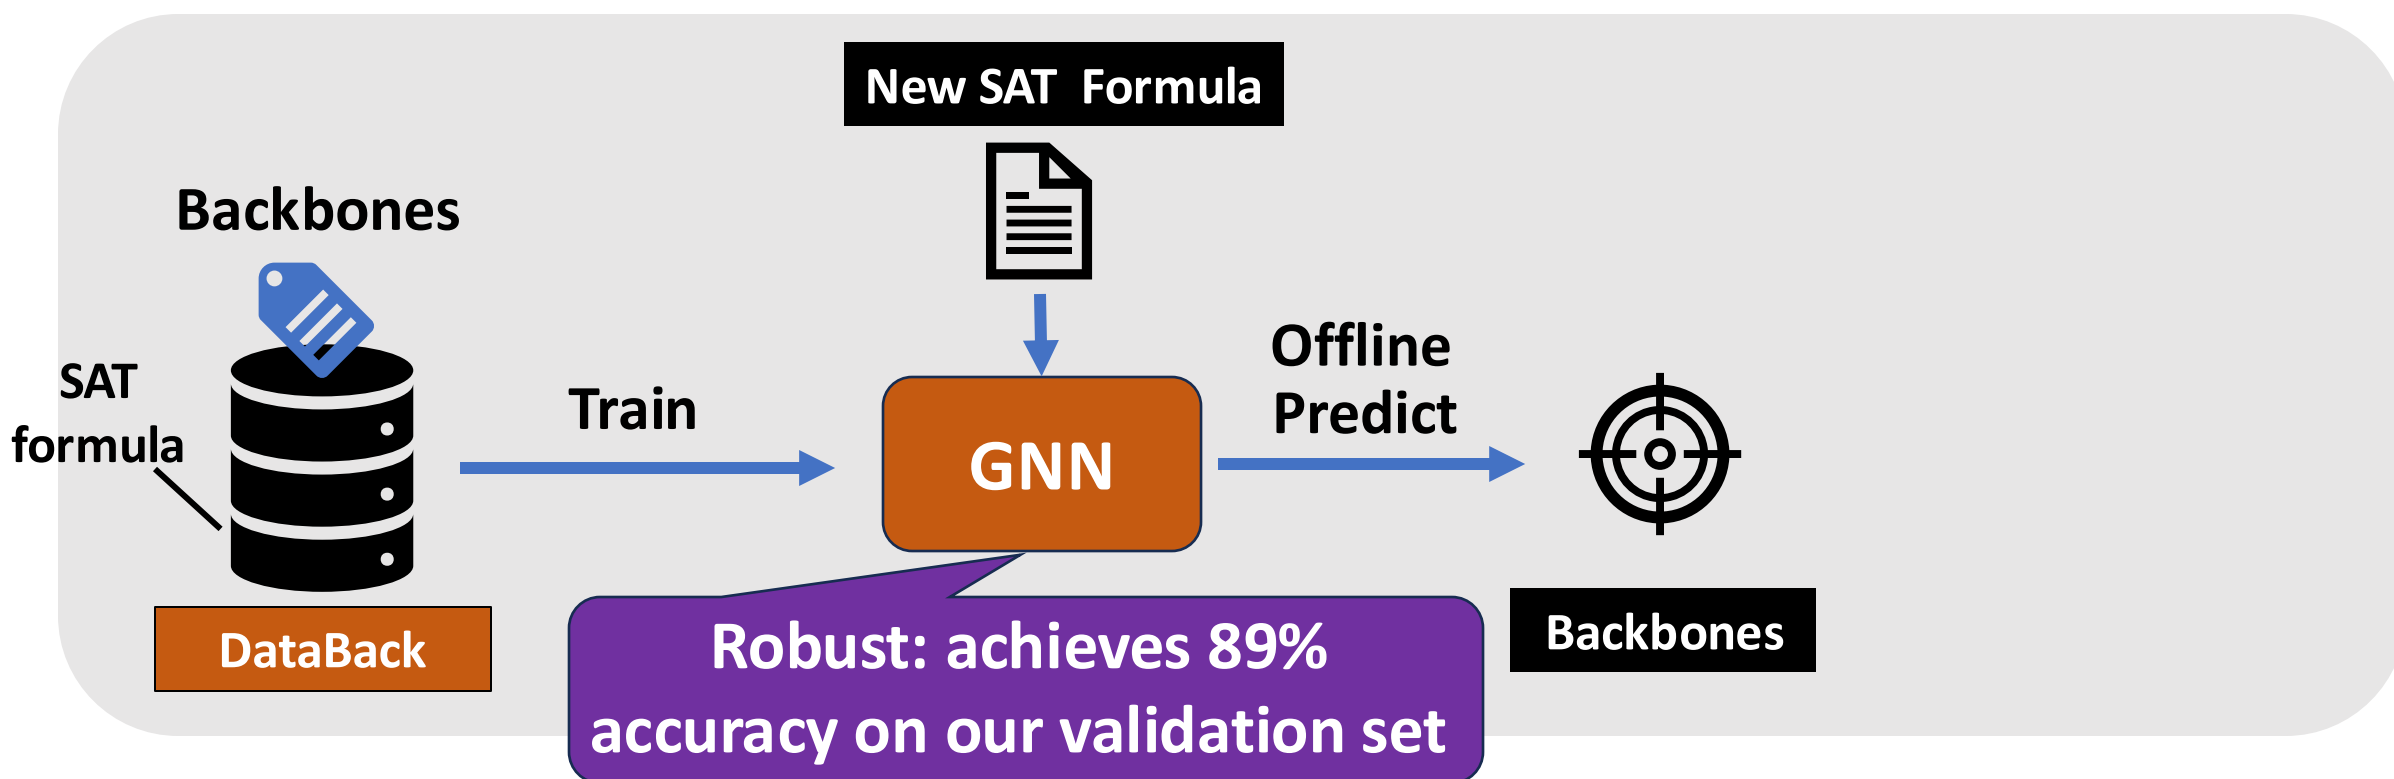 New SAT  Formula
Backbones
SAT
formula
Train
Offline
Predict
GNN
DataBack
Robust: achieves 89%
accuracy on our validation set
Backbones